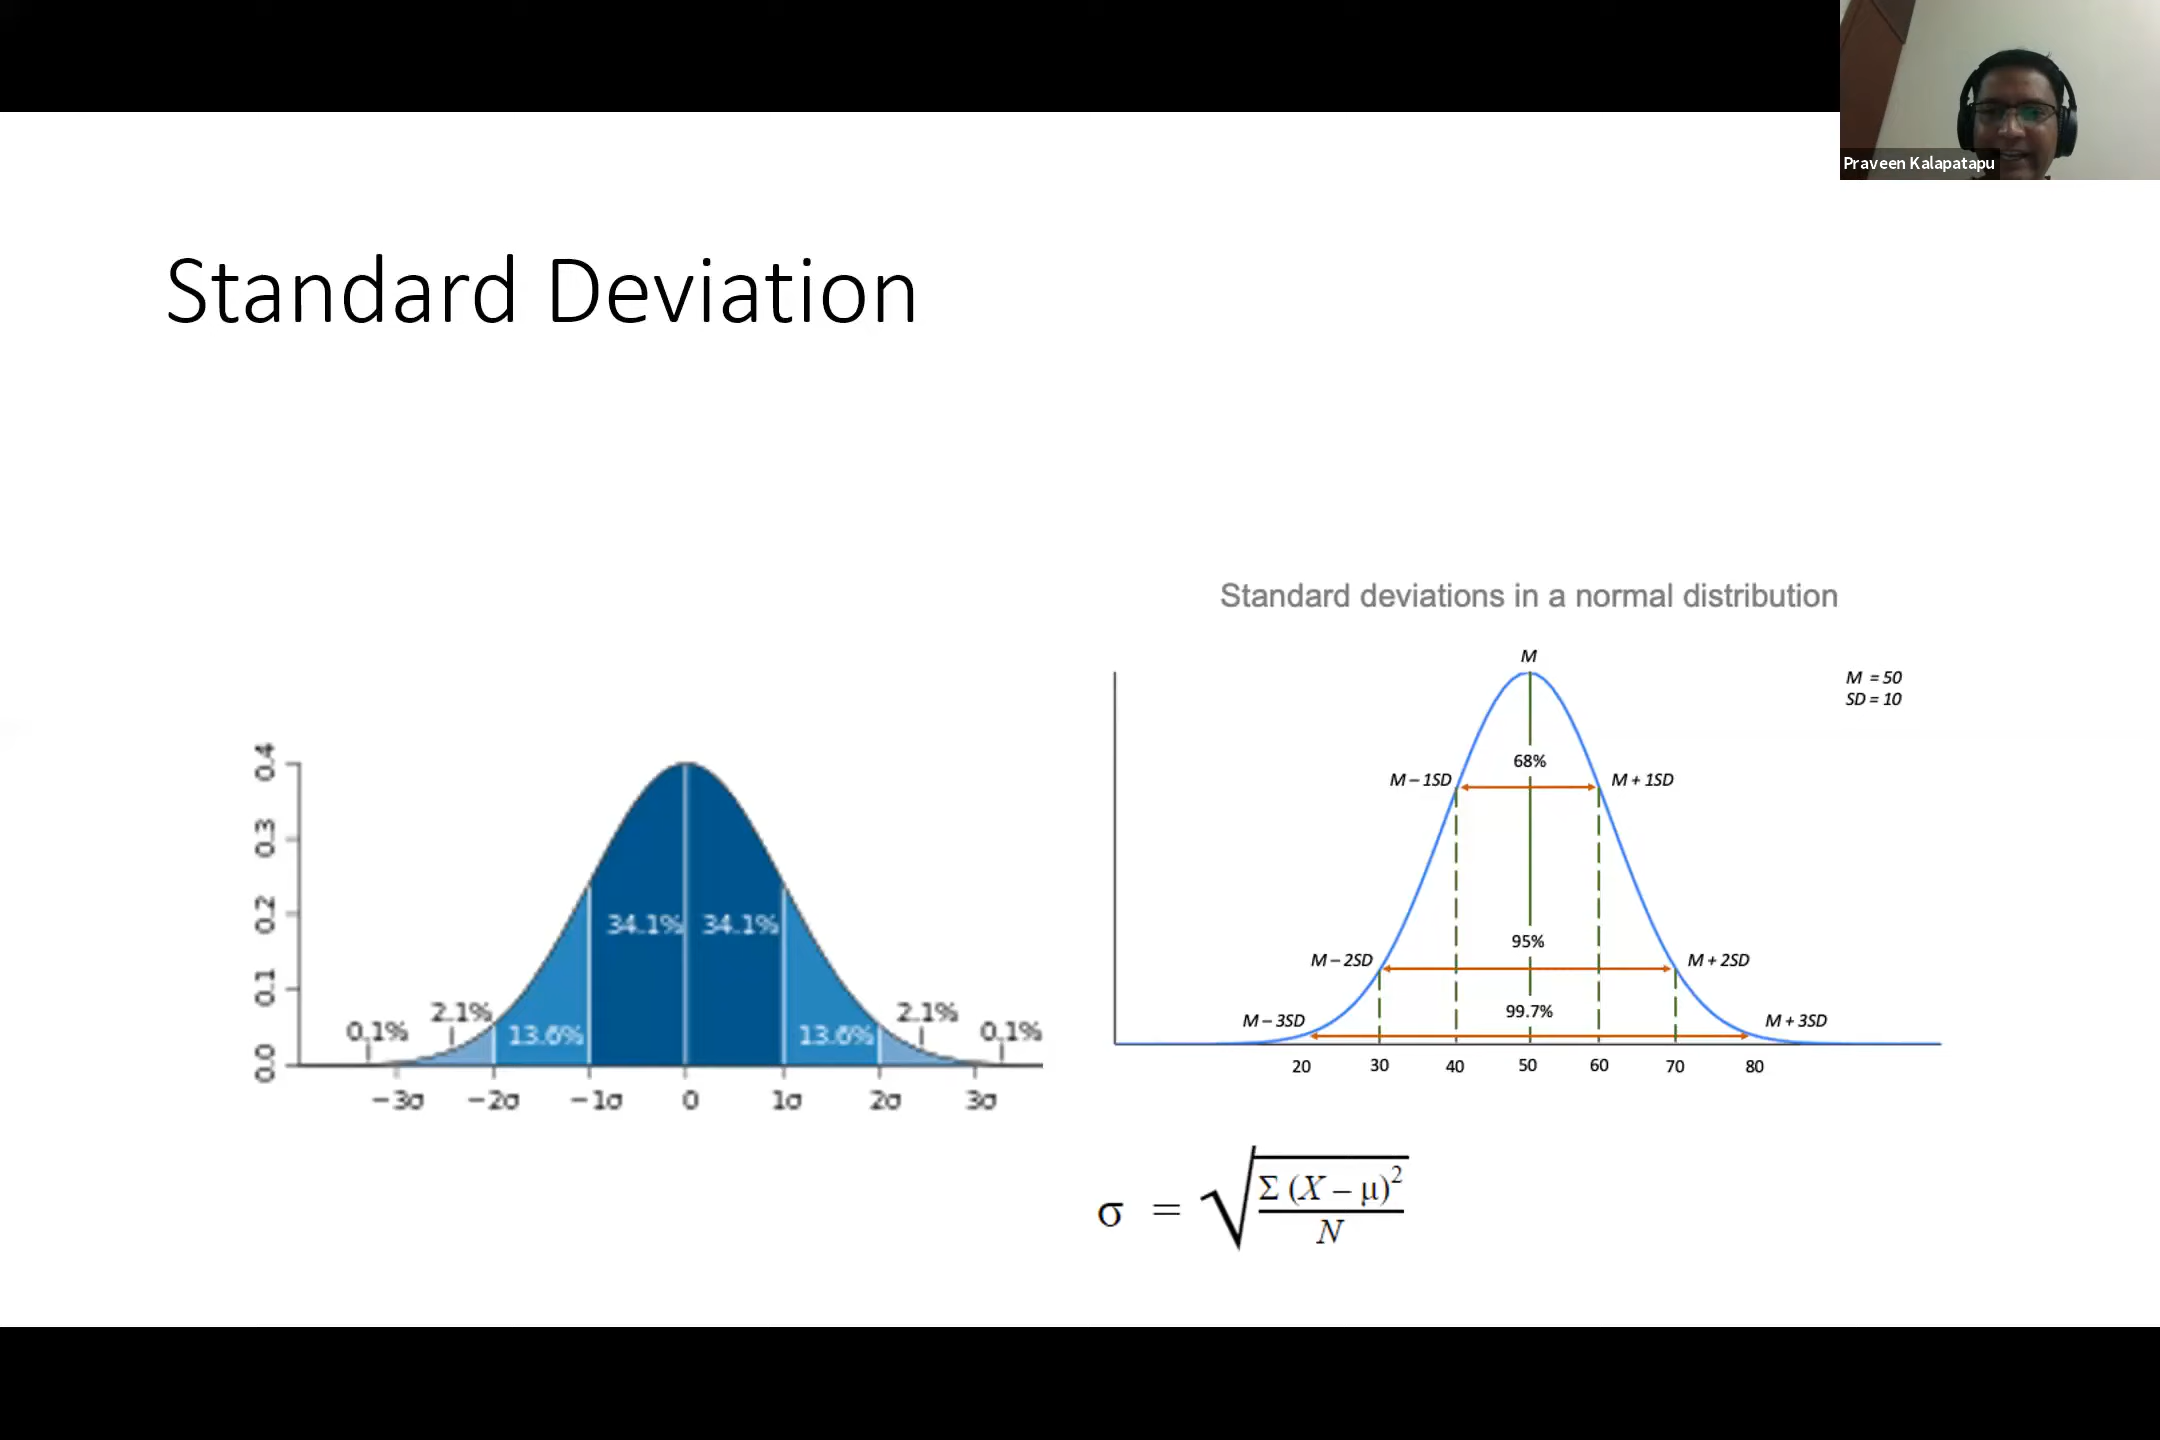 Praveen Kalapatapu
Standard Deviation
0.4
0.3
0.2
0.1
0.0
34.1% 34.1%
0.1% 2.1% 13.6% 13.6% 2.1% 0.1%
−3σ −2σ −1σ 0 1σ 2σ 3σ
Standard deviations in a normal distribution
M
M = 50
SD = 10
68%
M – 1SD M + 1SD
95%
M – 2SD M + 2SD
99.7%
M – 3SD M + 3SD
20 30 40 50 60 70 80
σ = √(Σ (X – μ)² / N)